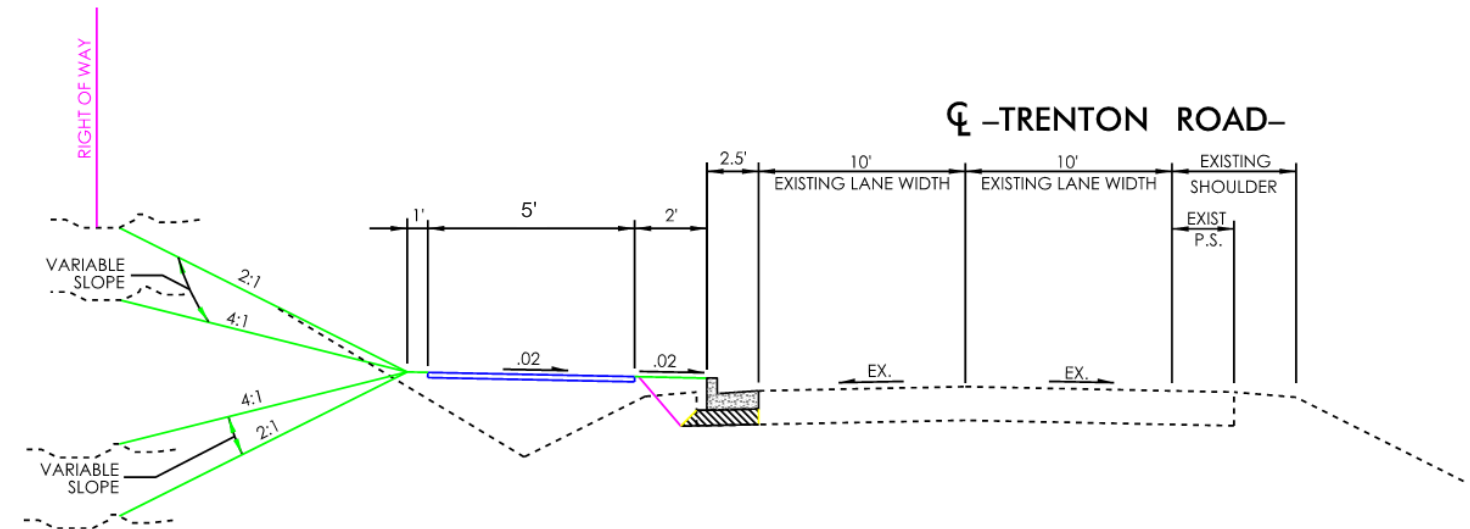 RIGHT OF WAY
℄ –TRENTON ROAD–
2.5'
10'
EXISTING LANE WIDTH
10'
EXISTING LANE WIDTH
EXISTING
SHOULDER
EXIST
P.S.
1'
5'
2'
VARIABLE
SLOPE
2:1
4:1
.02
.02
EX.
EX.
4:1
2:1
VARIABLE
SLOPE